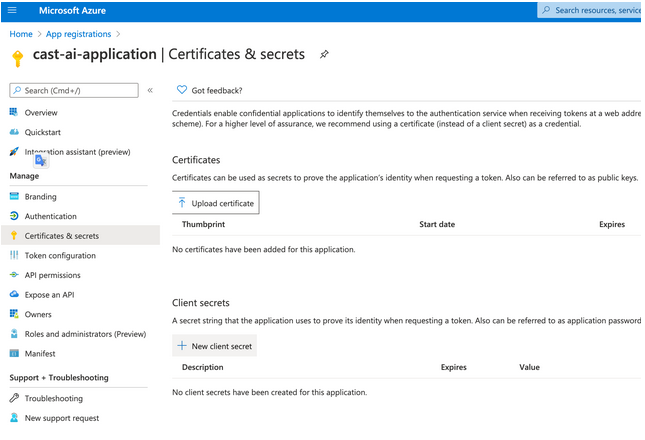 Microsoft Azure
Search resources, service
Home > App registrations >
cast-ai-application | Certificates & secrets
Search (Cmd+/)
«
Got feedback?
Overview
Quickstart
Integration assistant (preview)
Manage
Branding
Authentication
Certificates & secrets
Token configuration
API permissions
Expose an API
Owners
Roles and administrators (Preview)
Manifest
Support + Troubleshooting
Troubleshooting
New support request
Credentials enable confidential applications to identify themselves to the authentication service when receiving tokens at a web addre
scheme). For a higher level of assurance, we recommend using a certificate (instead of a client secret) as a credential.
Certificates
Certificates can be used as secrets to prove the application's identity when requesting a token. Also can be referred to as public keys.
Upload certificate
Thumbprint Start date Expires
No certificates have been added for this application.
Client secrets
A secret string that the application uses to prove its identity when requesting a token. Also can be referred to as application password
New client secret
Description Expires Value
No client secrets have been created for this application.